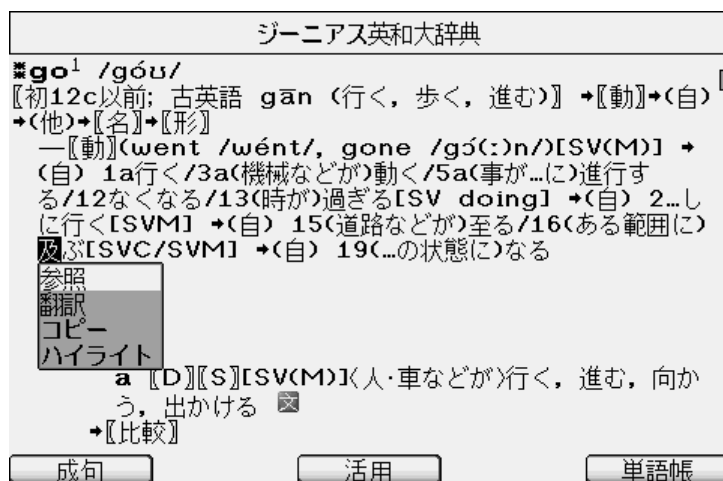 ジーニアス英和大辞典
⁑go¹ /góʊ/
〖初12c以前; 古英語 gān (行く, 歩く, 進む)〗 ➜〖動〗➜(自)
➜(他)➜〖名〗➜〖形〗
―〖動〗(went /wént/, gone /gɔ́(:)n/)[SV(M)] ➜
(自) 1a行く/3a(機械などが)動く/5a(事が…に)進行す
る/12なくなる/13(時が)過ぎる[SV doing] ➜(自) 2…し
に行く[SVM] ➜(自) 15(道路などが)至る/16(ある範囲に)
及ぶ[SVC/SVM] ➜(自) 19(…の状態に)なる
参照
翻訳
コピー
ハイライト
a 〖D〗〖S〗[SV(M)]〈人・車などが〉行く, 進む, 向か
う, 出かける 文
➜〖比較〗
成句 活用 単語帳